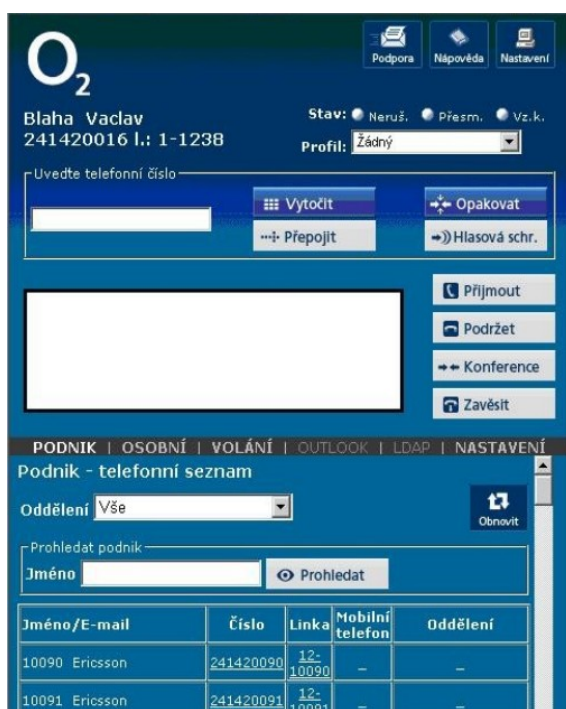 O2
Podpora Nápověda Nastavení
Blaha Vaclav
241420016 l.: 1-1238
Stav: Neruš. Přesm. Vz.k.
Profil: Žádný
Uveďte telefonní číslo
Vytočit Opakovat
Přepojit Hlasová schr.
Přijmout
Podržet
Konference
Zavěsit
PODNIK | OSOBNÍ | VOLÁNÍ | OUTLOOK | LDAP | NASTAVENÍ
Podnik - telefonní seznam
Oddělení Vše
Obnovit
Prohledat podnik
Jméno Prohledat
Jméno/E-mail Číslo Linka Mobilní telefon Oddělení
10090 Ericsson 241420090 12-10090 _ _
10091 Ericsson 241420091 12-10091 _ _